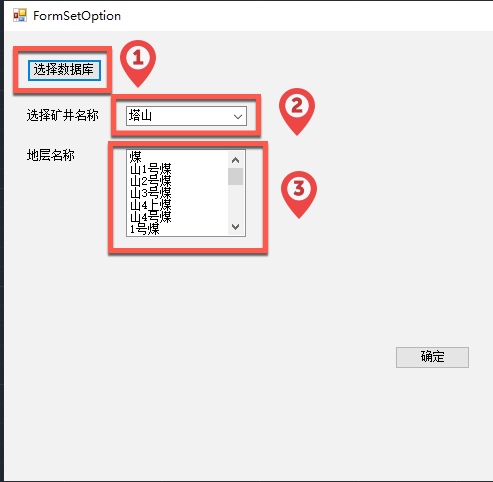 FormSetOption
选择数据库
1
选择矿井名称
塔山
2
地层名称
煤
山1号煤
山2号煤
山3号煤
山4上煤
山4号煤
1号煤
3
确定